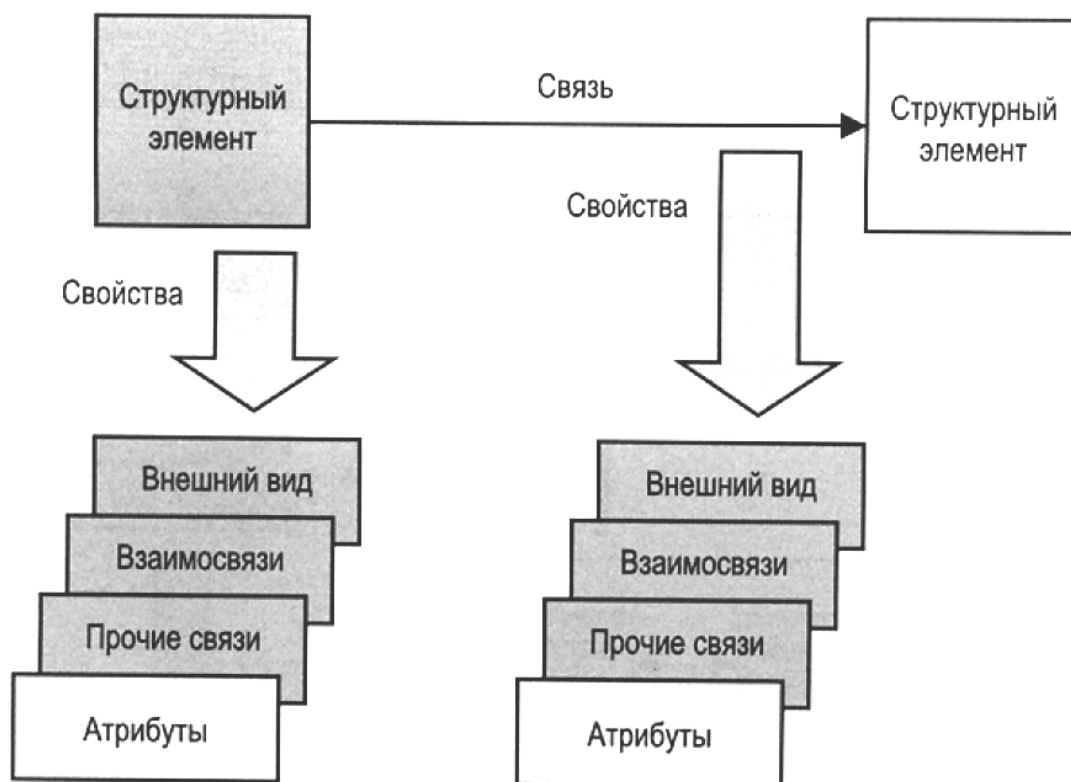 Структурный
элемент
Связь
Структурный
элемент
Свойства
Свойства
Внешний вид
Взаимосвязи
Прочие связи
Атрибуты
Внешний вид
Взаимосвязи
Прочие связи
Атрибуты